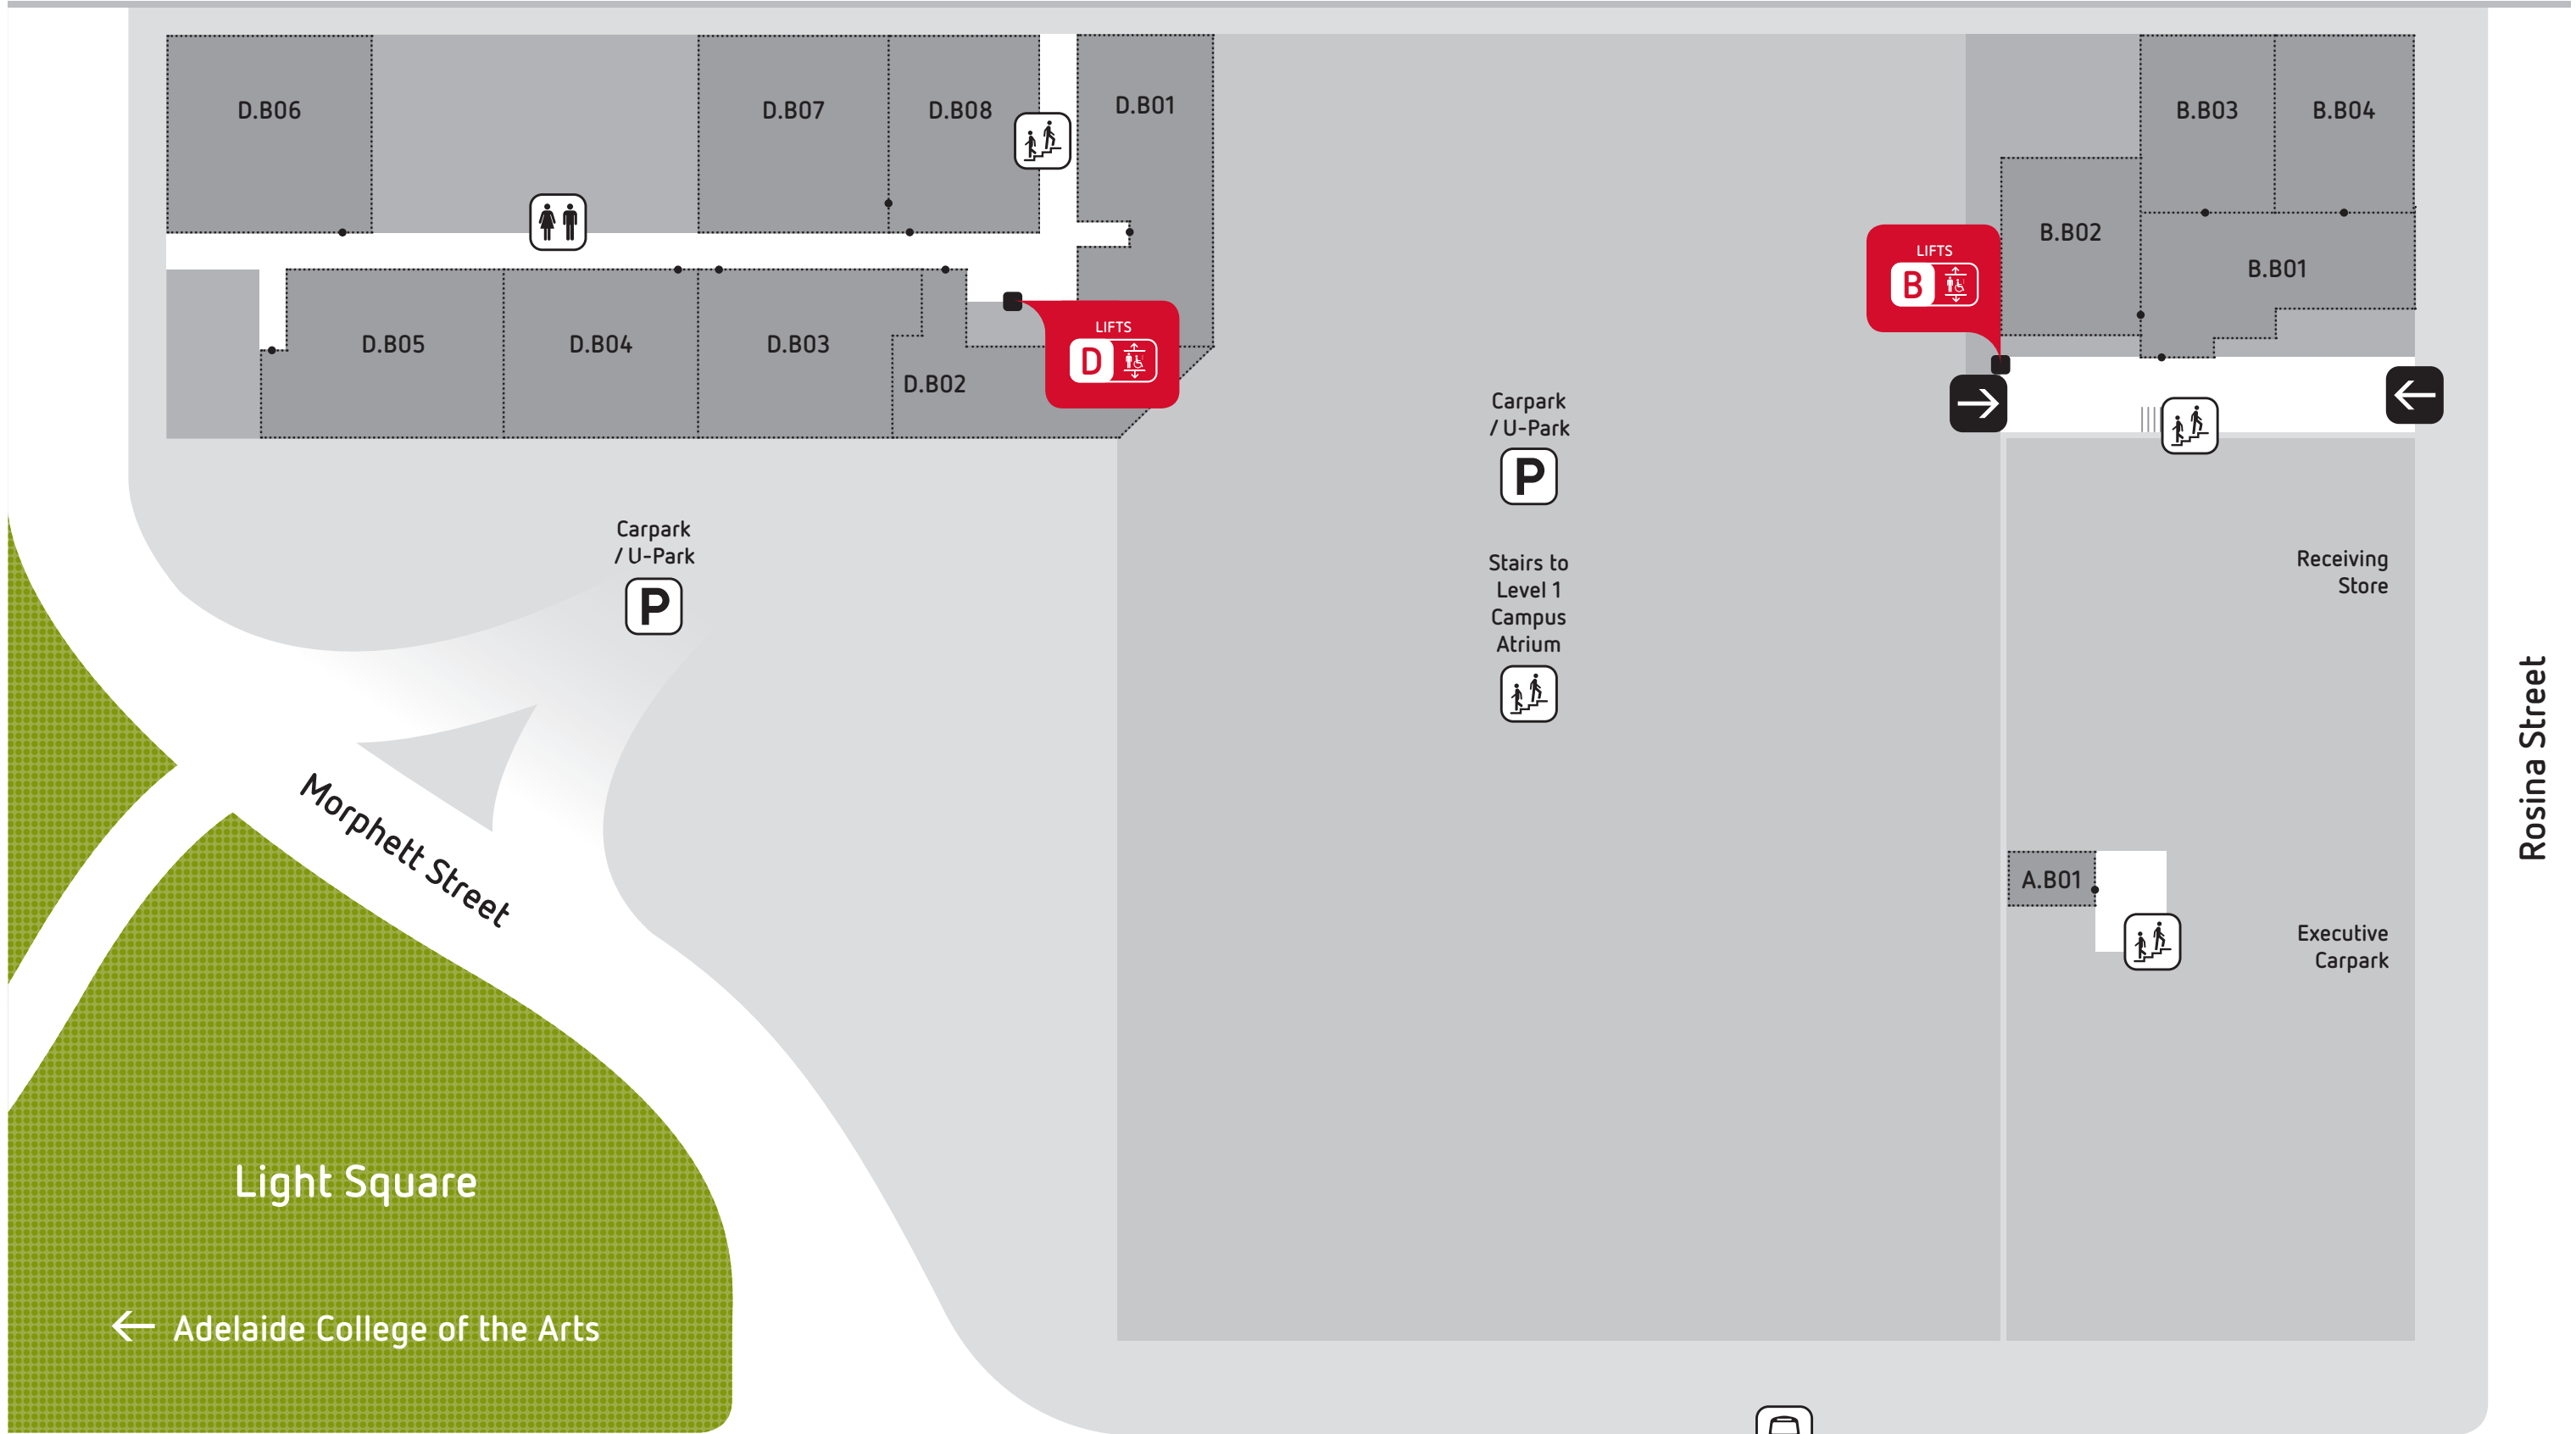 D.B06
D.B07
D.B08
D.B01
B.B03
B.B04
B.B02
B.B01
LIFTS
B
D.B05
D.B04
D.B03
D.B02
LIFTS
D
Carpark
/ U-Park
P
Carpark
/ U-Park
P
Stairs to
Level 1
Campus
Atrium
Receiving
Store
Rosina Street
Morphett Street
A.B01
Executive
Carpark
Light Square
← Adelaide College of the Arts